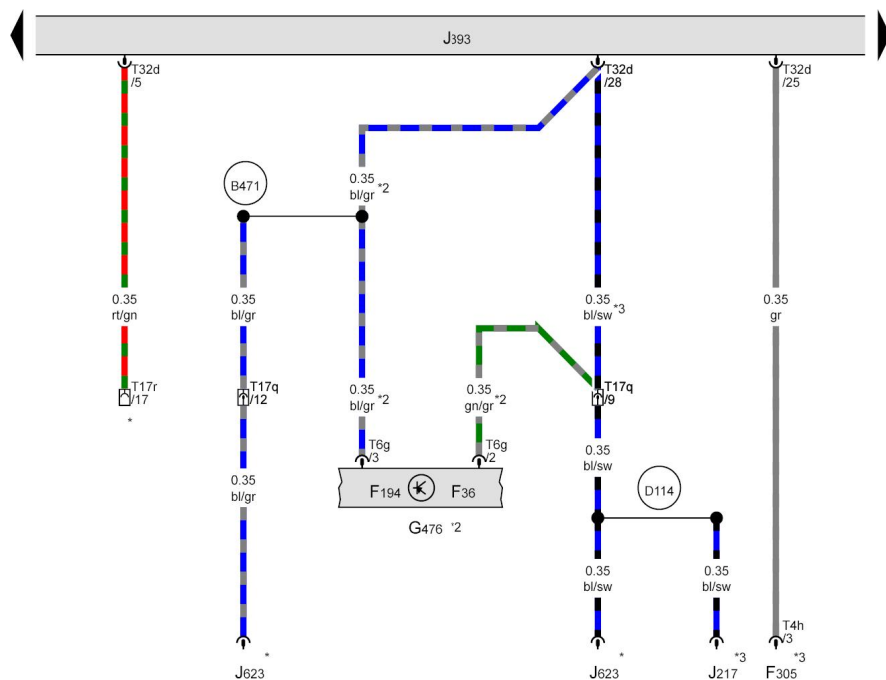 J393
T32d
/5
T32d
/28
T32d
/25
B471
0.35
bl/gr *2
0.35
rt/gn
0.35
bl/gr
0.35
bl/sw *3
0.35
gr
T17r
/17
*
T17q
/12
0.35
bl/gr *2
0.35
gn/gr *2
T17q
/9
T6g
/3
T6g
/2
0.35
bl/gr
0.35
bl/sw
F194 F36
D114
G476 *2
0.35
bl/sw
0.35
bl/sw
T4h
/3
*
J623
*
J623
*3
J217
*3
F305